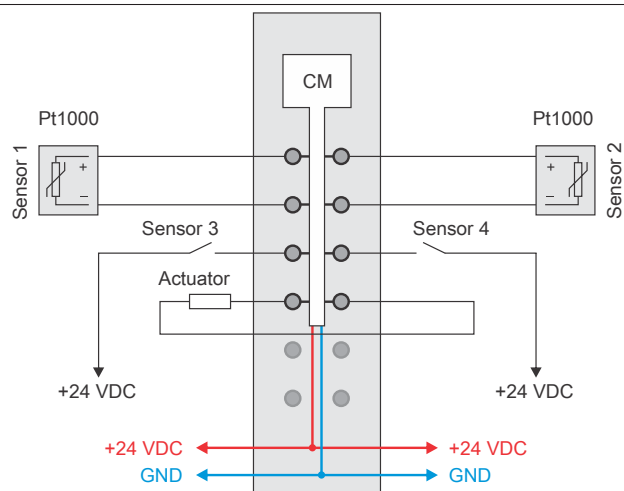 CM
Pt1000
Pt1000
Sensor 1
+
−
+
−
Sensor 2
Sensor 3
Sensor 4
Actuator
+24 VDC
+24 VDC
+24 VDC
+24 VDC
GND
GND